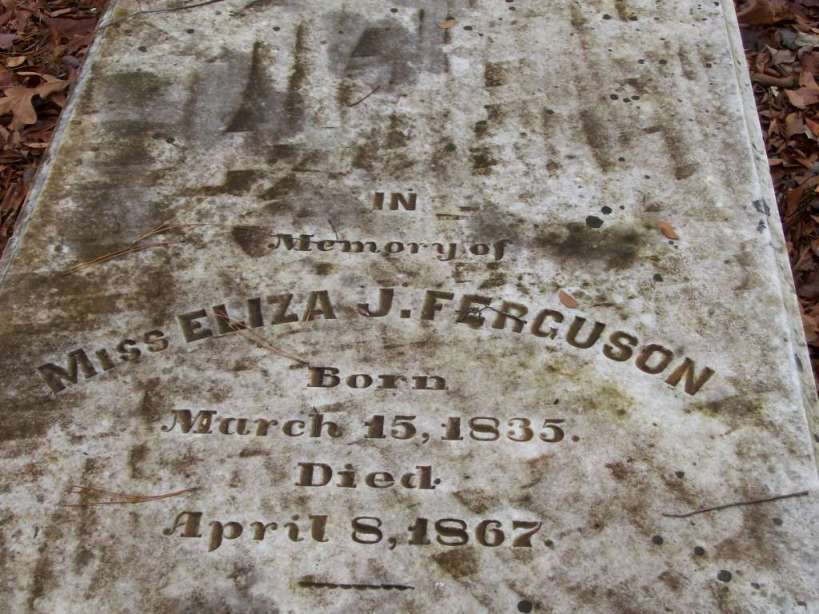 IN
Memory of
MISS ELIZA J. FERGUSON
Born
March 15, 1835.
Died
April 8, 1867.